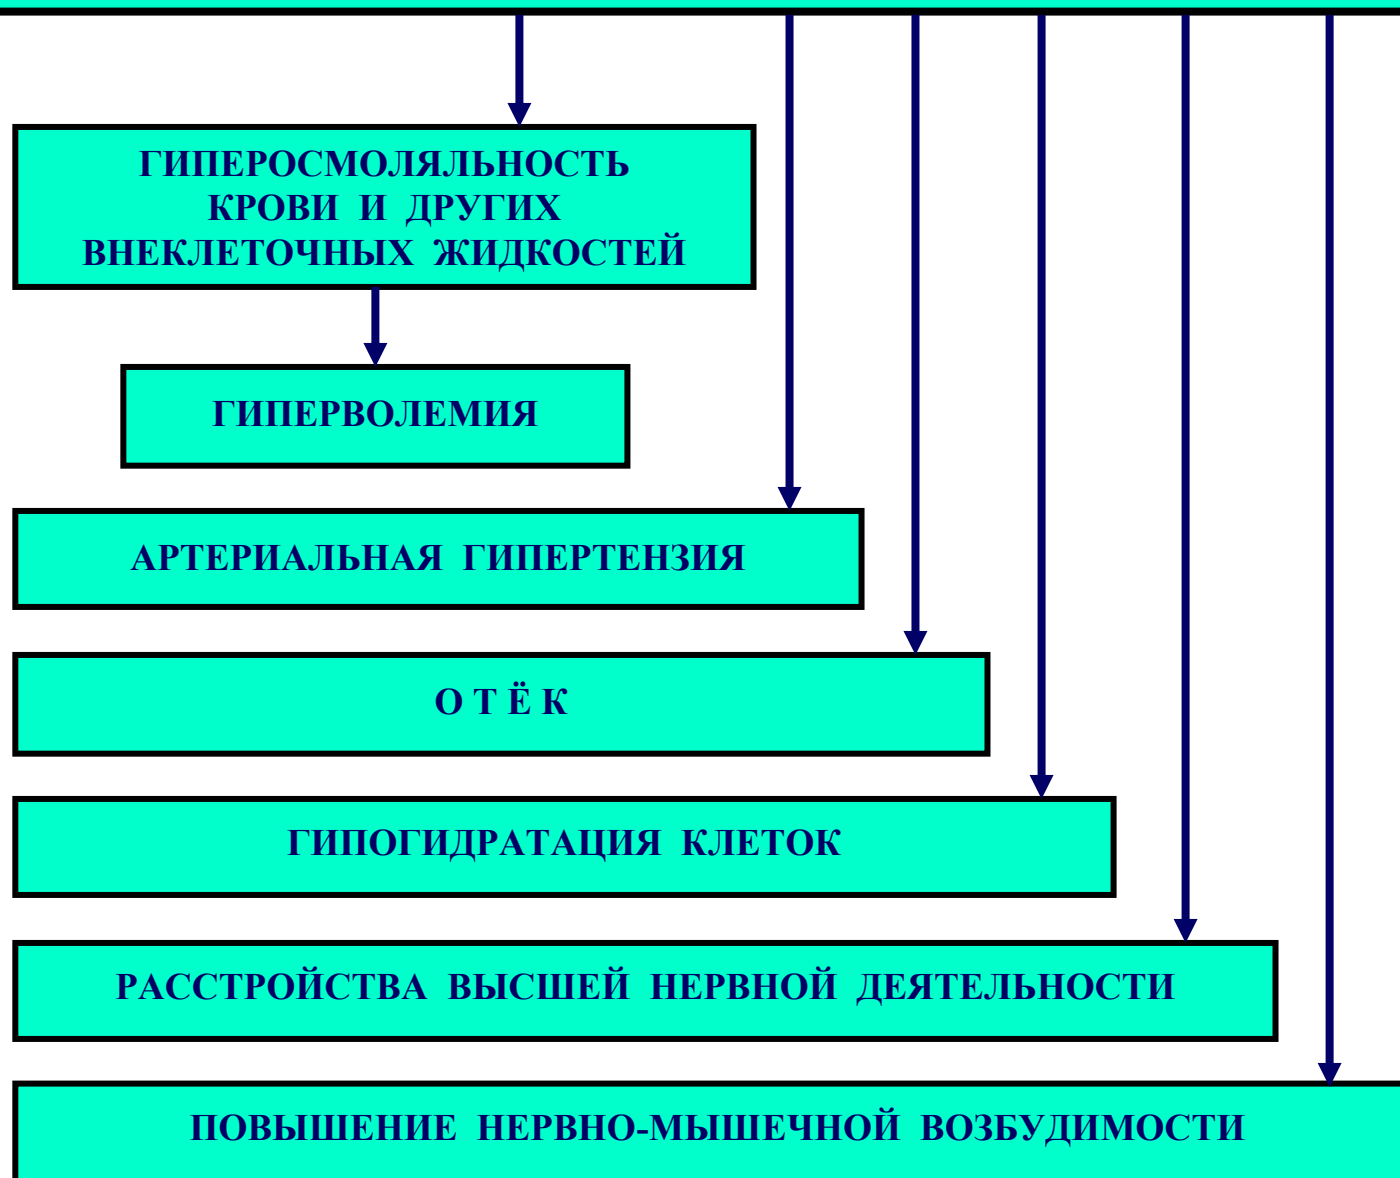 ГИПЕРОСМОЛЯЛЬНОСТЬ
КРОВИ И ДРУГИХ
ВНЕКЛЕТОЧНЫХ ЖИДКОСТЕЙ
ГИПЕРВОЛЕМИЯ
АРТЕРИАЛЬНАЯ ГИПЕРТЕНЗИЯ
О Т Ё К
ГИПОГИДРАТАЦИЯ КЛЕТОК
РАССТРОЙСТВА ВЫСШЕЙ НЕРВНОЙ ДЕЯТЕЛЬНОСТИ
ПОВЫШЕНИЕ НЕРВНО-МЫШЕЧНОЙ ВОЗБУДИМОСТИ